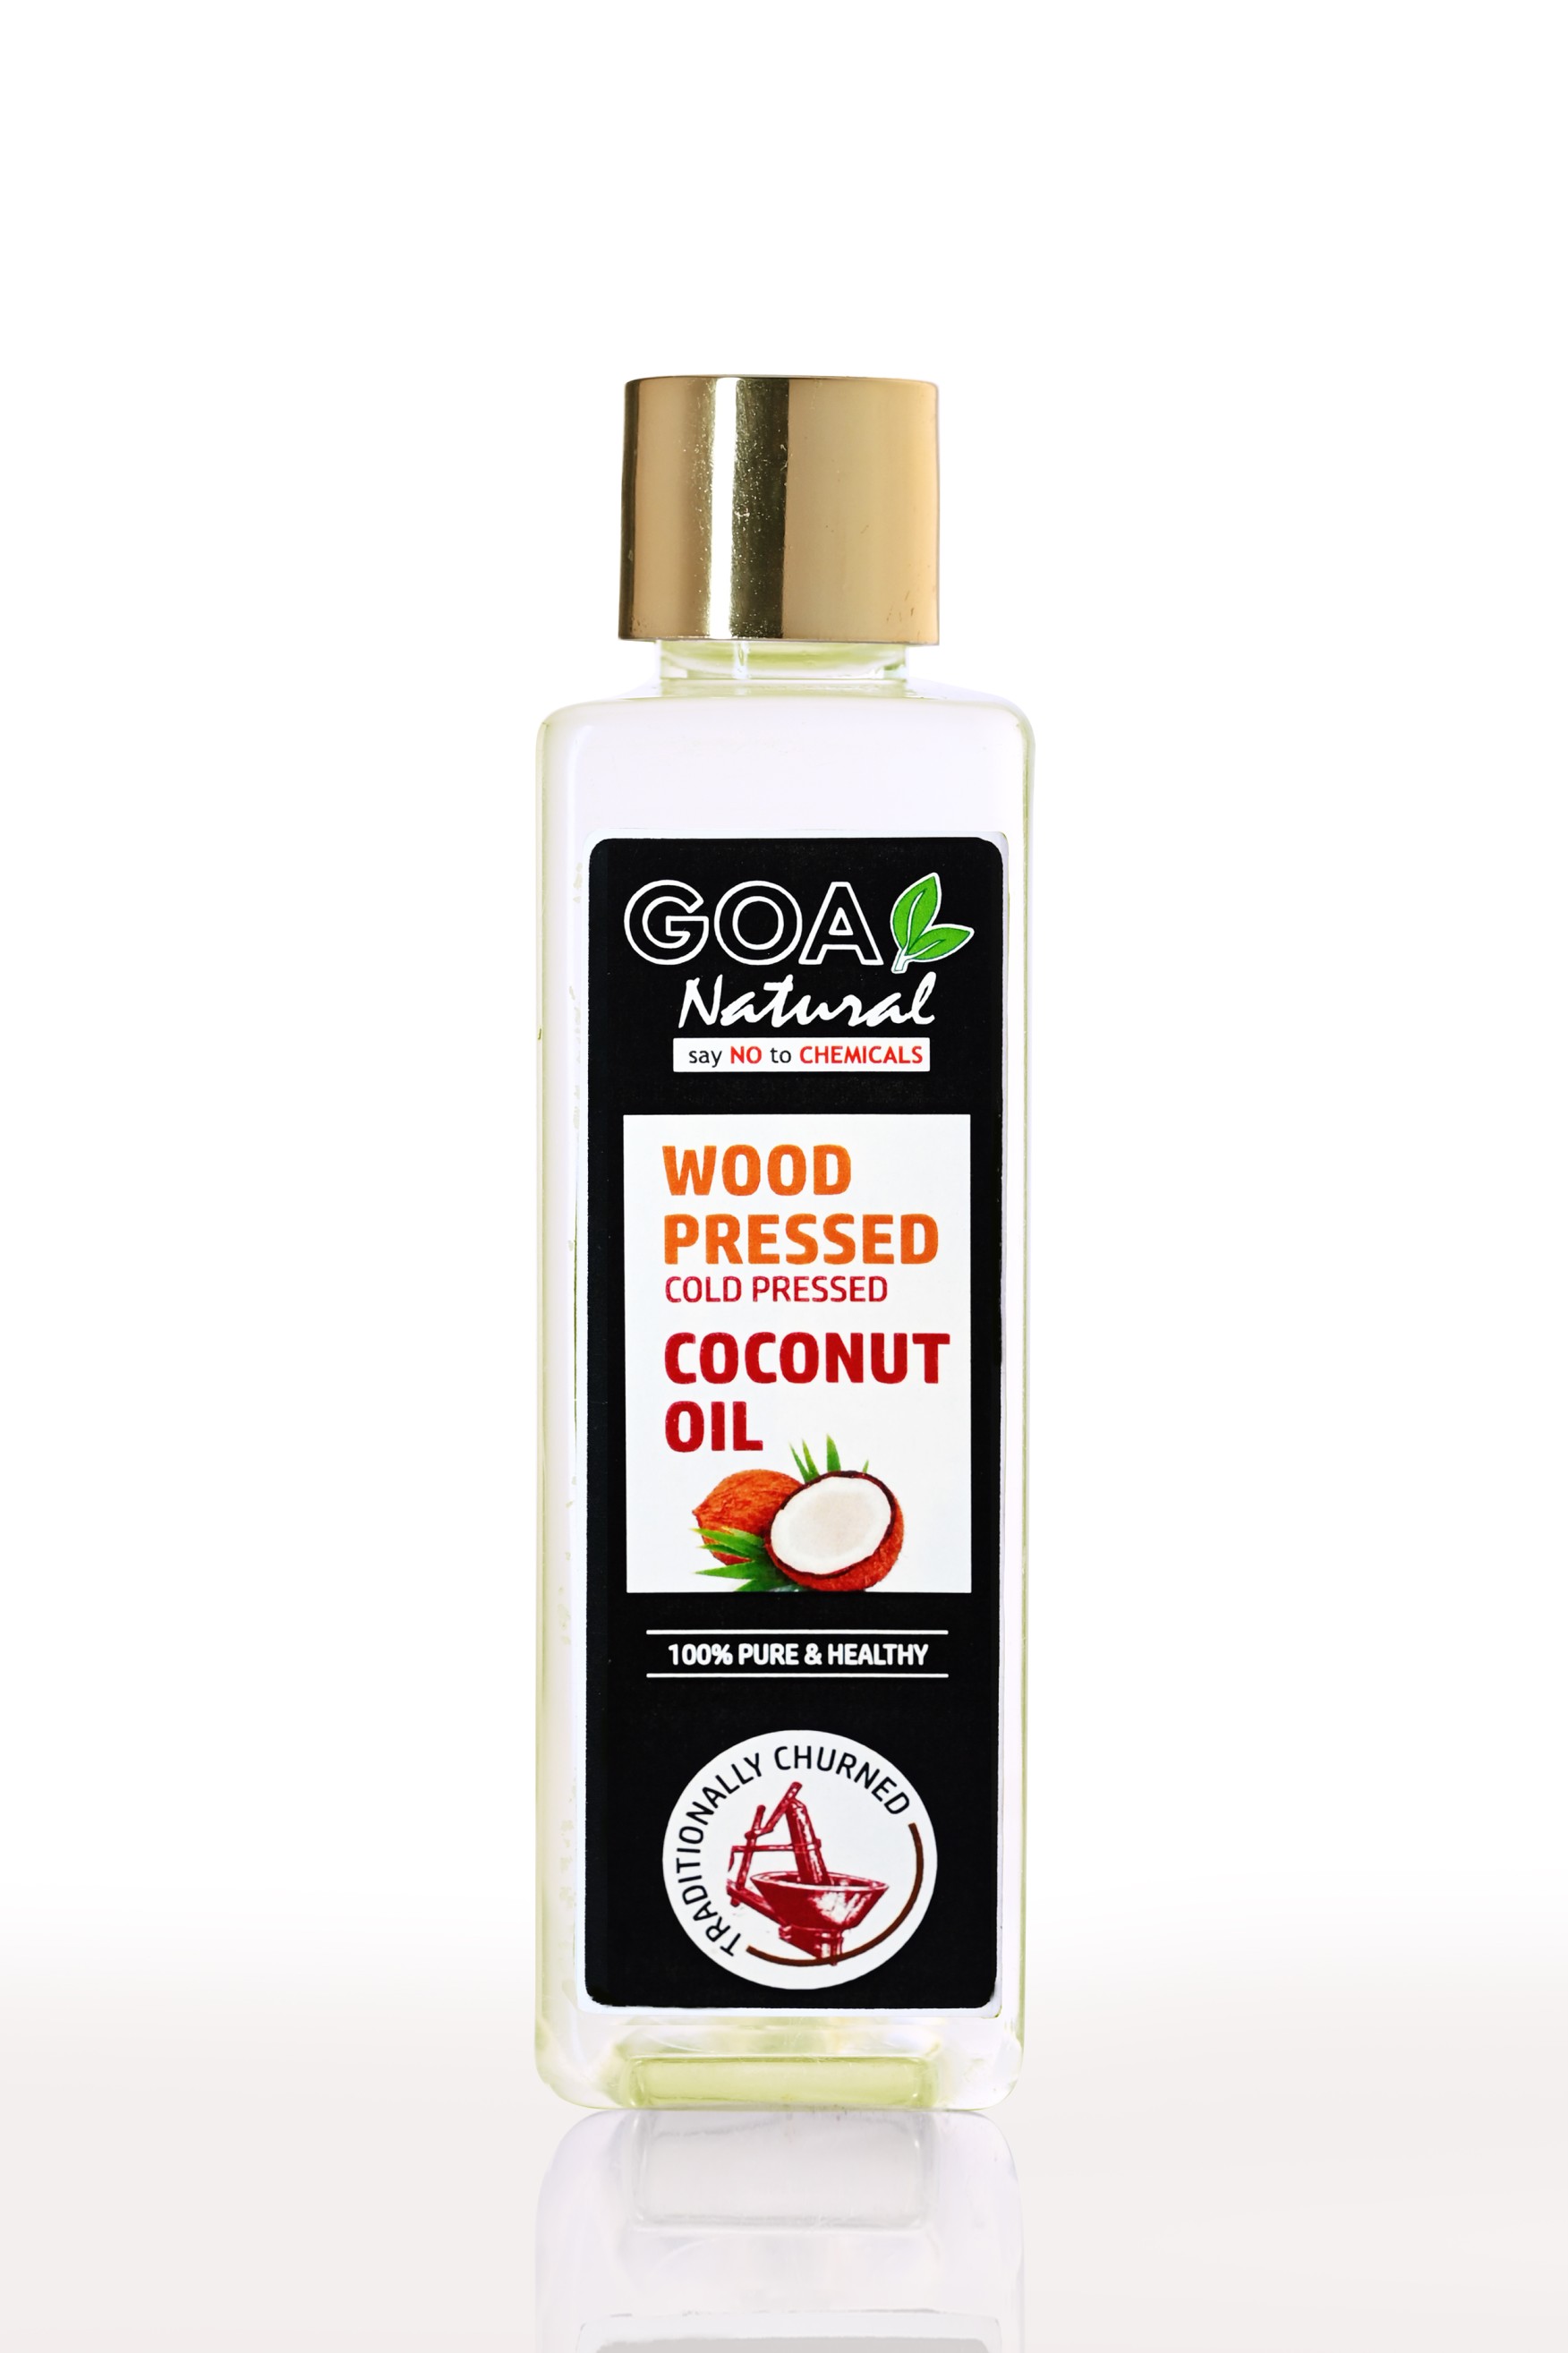 GOA
Natural
say NO to CHEMICALS
WOOD
PRESSED
COLD PRESSED
COCONUT
OIL
100% PURE & HEALTHY
TRADITIONALLY CHURNED